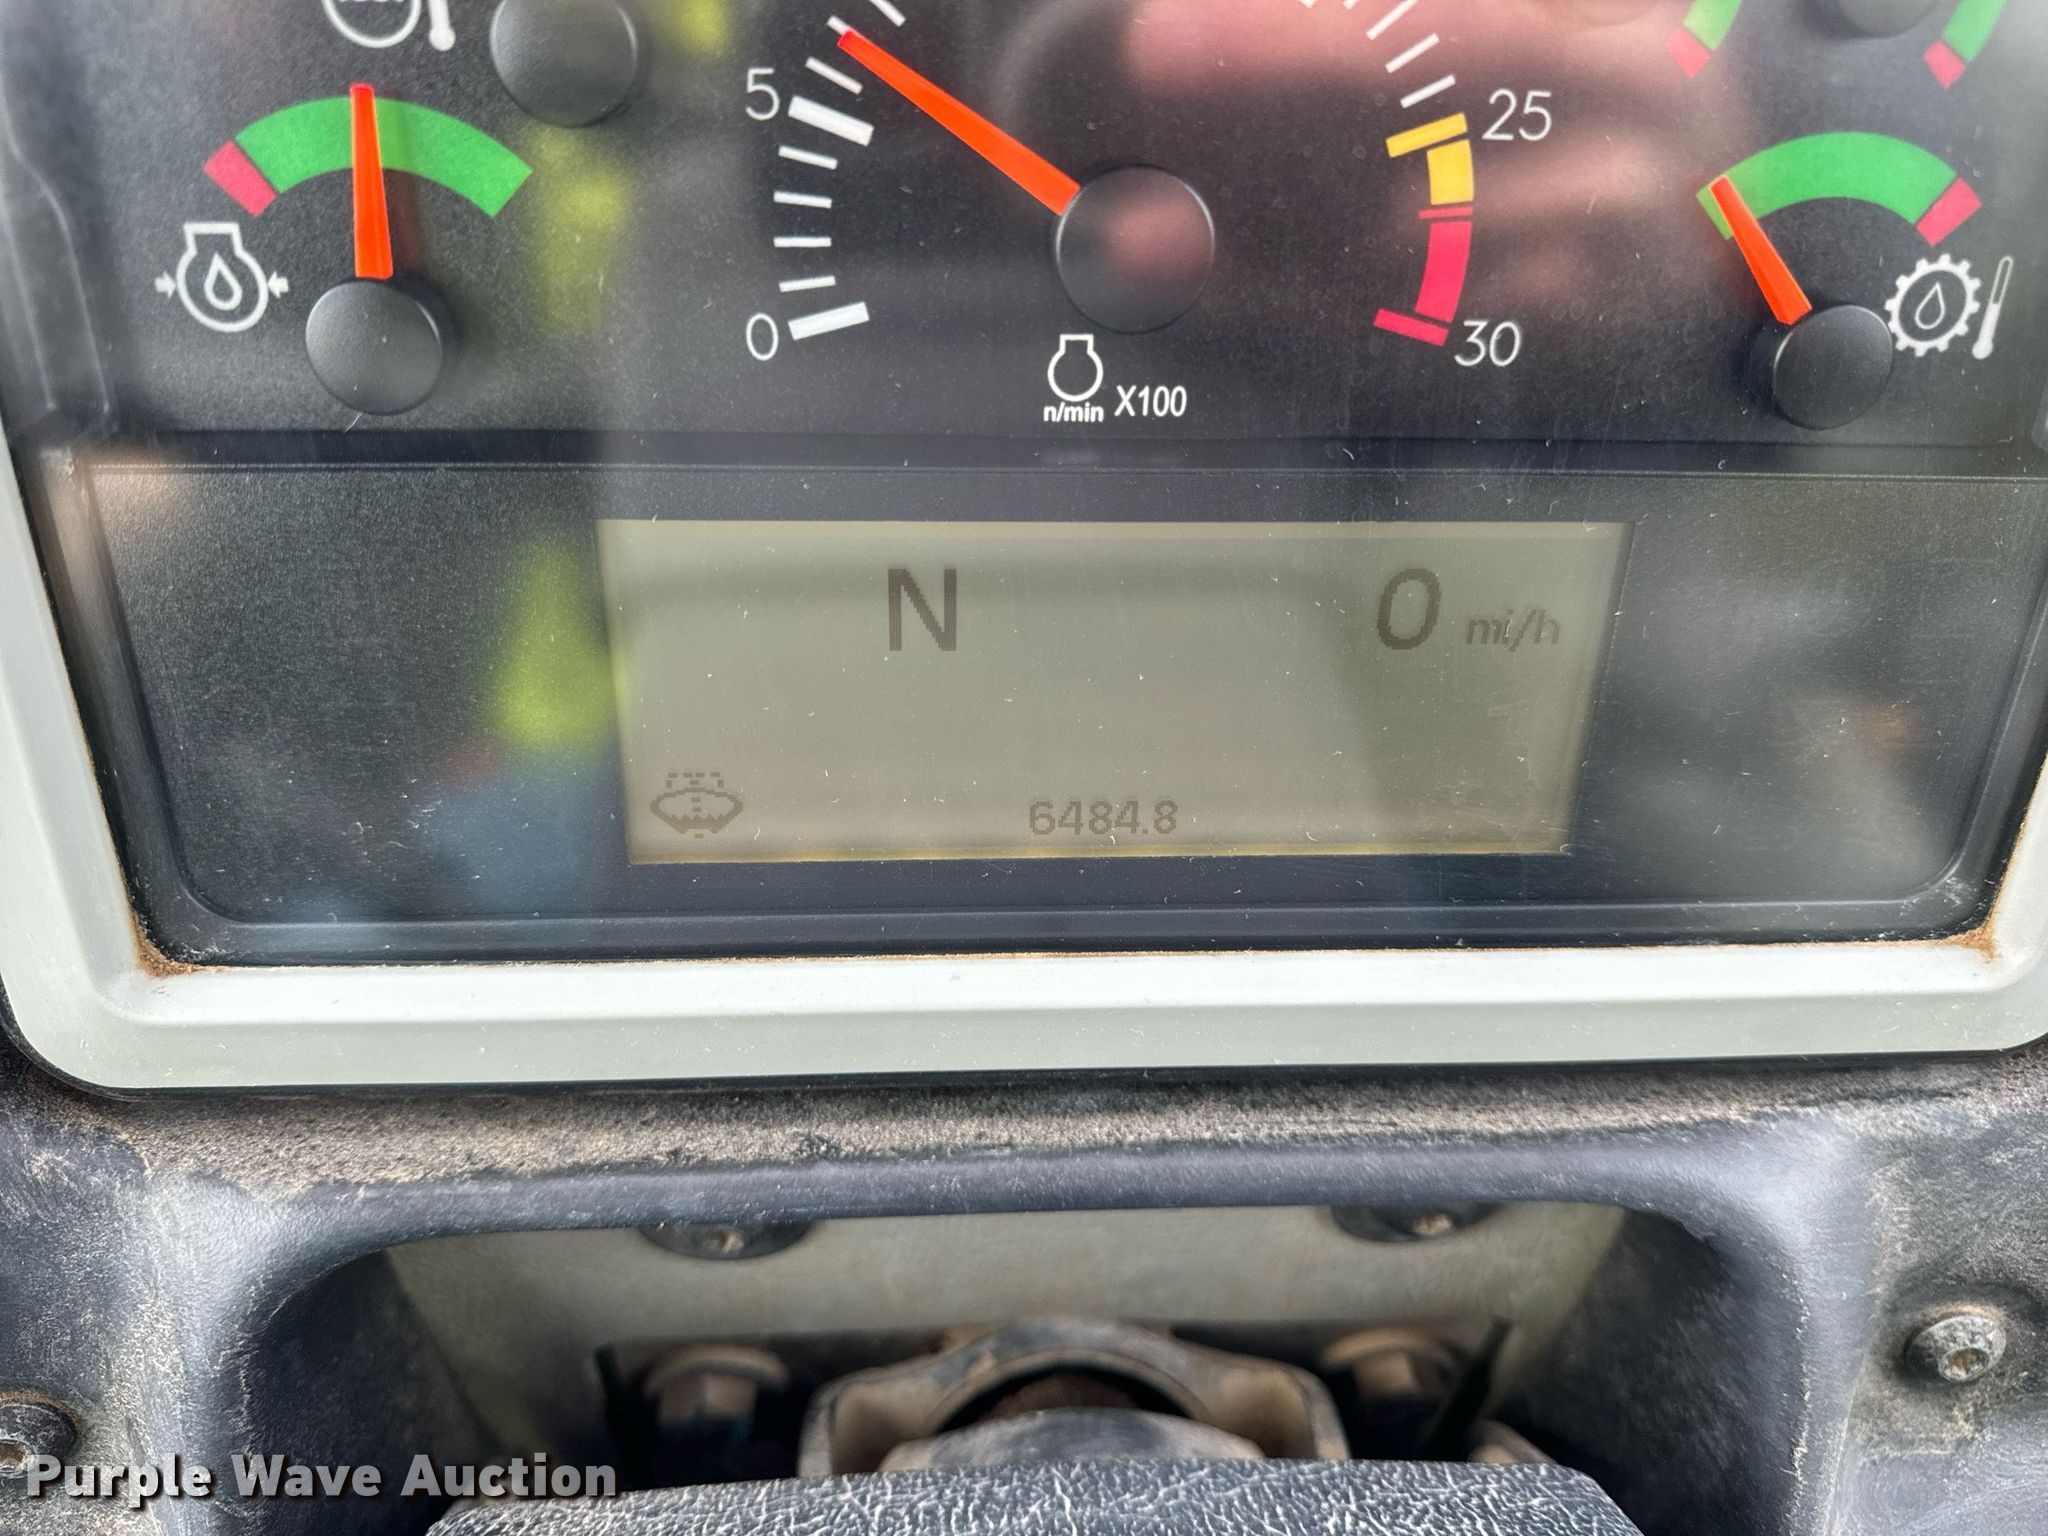 5
25
0
30
n/min X100
N 0 mi/h
6484.8
Purple Wave Auction